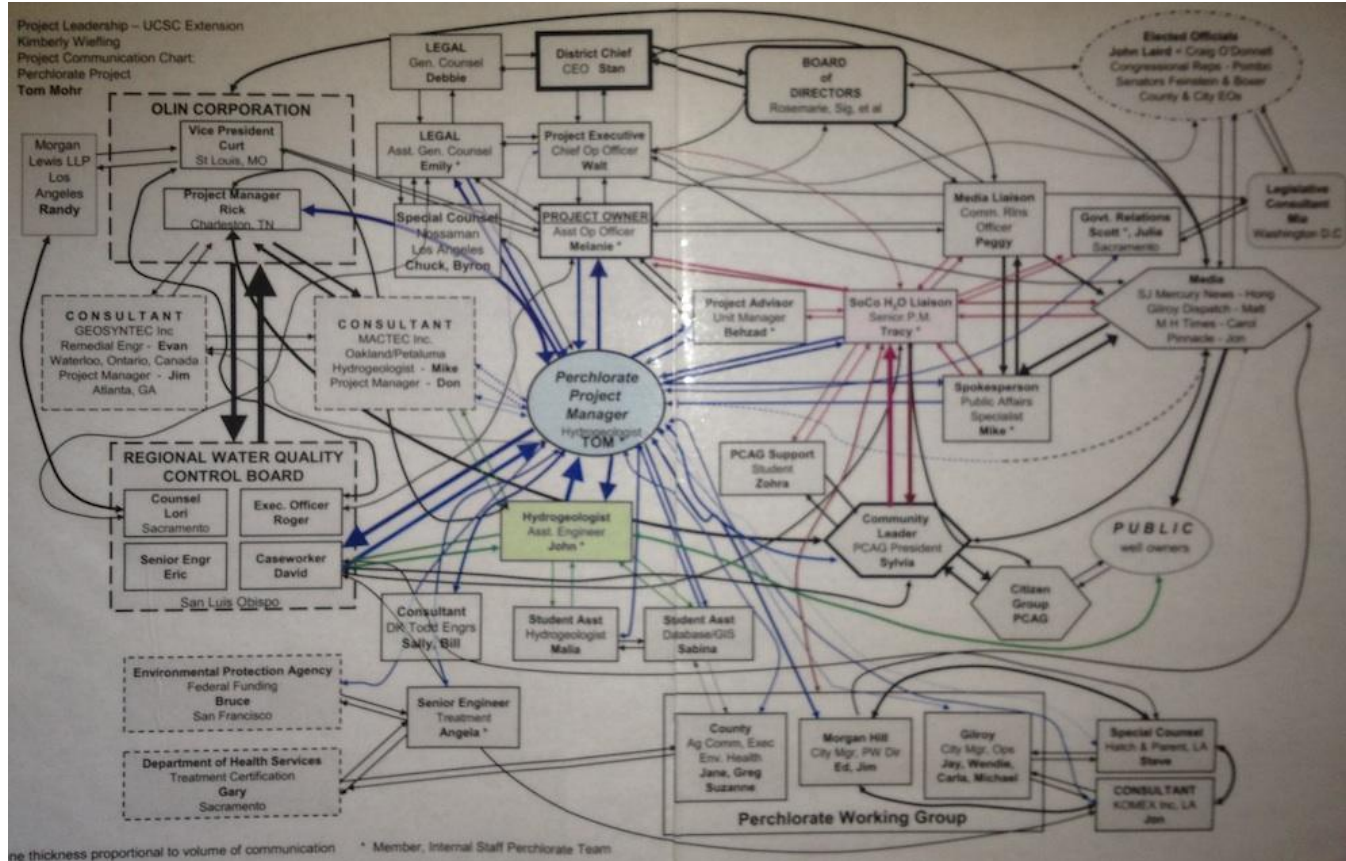 Project Leadership – UCSC Extension
Kimberly Wiefling
Project Communication Chart:
Perchlorate Project
Tom Mohr
LEGAL
Gen. Counsel
Debbie
District Chief
CEO Stan
BOARD
of
DIRECTORS
Rosemarie, Sig, et al
Elected Officials
John Laird • Craig O'Donnell
Congressional Reps - Pombo
Senators Feinstein & Boxer
County & City EOs
OLIN CORPORATION
Vice President
Curt
St Louis, MO
Project Manager
Rick
Charleston, TN
Morgan
Lewis LLP
Los
Angeles
Randy
LEGAL
Asst. Gen. Counsel
Emily *
Project Executive
Chief Op Officer
Walt
Special Counsel
Nossaman
Los Angeles
Chuck, Byron
PROJECT OWNER
Asst Op Officer
Melanie *
Media Liaison
Comm. Rlns
Officer
Peggy
Govt. Relations
Scott *, Julia
Sacramento
Legislative
Consultant
Mia
Washington D.C
CONSULTANT
GEOSYNTEC Inc
Remedial Engr - Evan
Waterloo, Ontario, Canada
Project Manager - Jim
Atlanta, GA
CONSULTANT
MACTEC Inc.
Oakland/Petaluma
Hydrogeologist - Mike
Project Manager - Don
Project Advisor
Unit Manager
Behzad *
SoCo H₂O Liaison
Senior P.M.
Tracy *
Media
SJ Mercury News - Hong
Gilroy Dispatch - Matt
M.H Times - Carol
Pinnacle - Jon
Perchlorate
Project
Manager
Hydrogeologist
TOM *
Spokesperson
Public Affairs
Specialist
Mike *
REGIONAL WATER QUALITY
CONTROL BOARD
Counsel
Lori
Sacramento
Exec. Officer
Roger
Senior Engr
Eric
Caseworker
David
San Luis Obispo
PCAG Support
Student
Zohra
Hydrogeologist
Asst. Engineer
John *
Community
Leader
PCAG President
Sylvia
PUBLIC
well owners
Citizen
Group
PCAG
Consultant
DK Todd Engrs
Sally, Bill
Student Asst
Hydrogeologist
Malia
Student Asst
Database/GIS
Sabina
Environmental Protection Agency
Federal Funding
Bruce
San Francisco
Senior Engineer
Treatment
Angela *
Department of Health Services
Treatment Certification
Gary
Sacramento
County
Ag Comm, Exec
Env. Health
Jane, Greg
Suzanne
Morgan Hill
City Mgr, PW Dir
Ed, Jim
Gilroy
City Mgr, Ops
Jay, Wendie,
Carla, Michael
Special Counsel
Hatch & Parent, LA
Steve
CONSULTANT
KOMEX Inc, LA
Jon
Perchlorate Working Group
ne thickness proportional to volume of communication * Member, Internal Staff Perchlorate Team